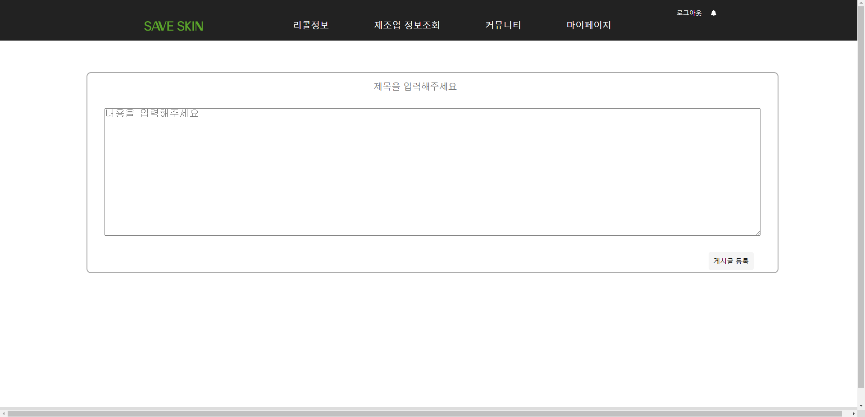 로그아웃
SAVE SKIN 리콜정보 제조업 정보조회 커뮤니티 마이페이지
제목을 입력해주세요
내용을 입력해주세요
게시글 등록